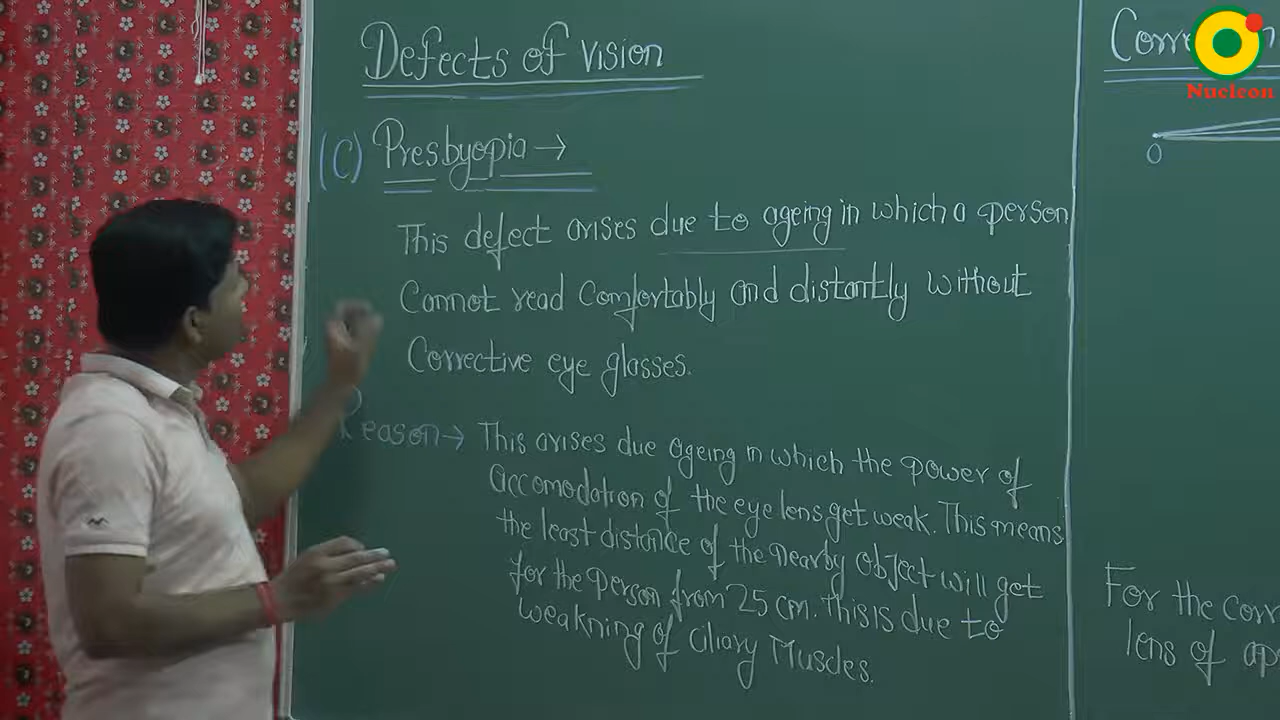 Defects of Vision
(C) Presbyopia →
This defect arises due to ageing in which a person
Cannot read Comfortably and distantly without
Corrective eye glasses.
Reason → This arises due ageing in which the power of
accomodation of the eye lens get weak. This means
the least distance of the nearby object will get
for the person from 25 cm. This is due to
weakning of Ciliary Muscles.
Nucleon
O
For the
lens of